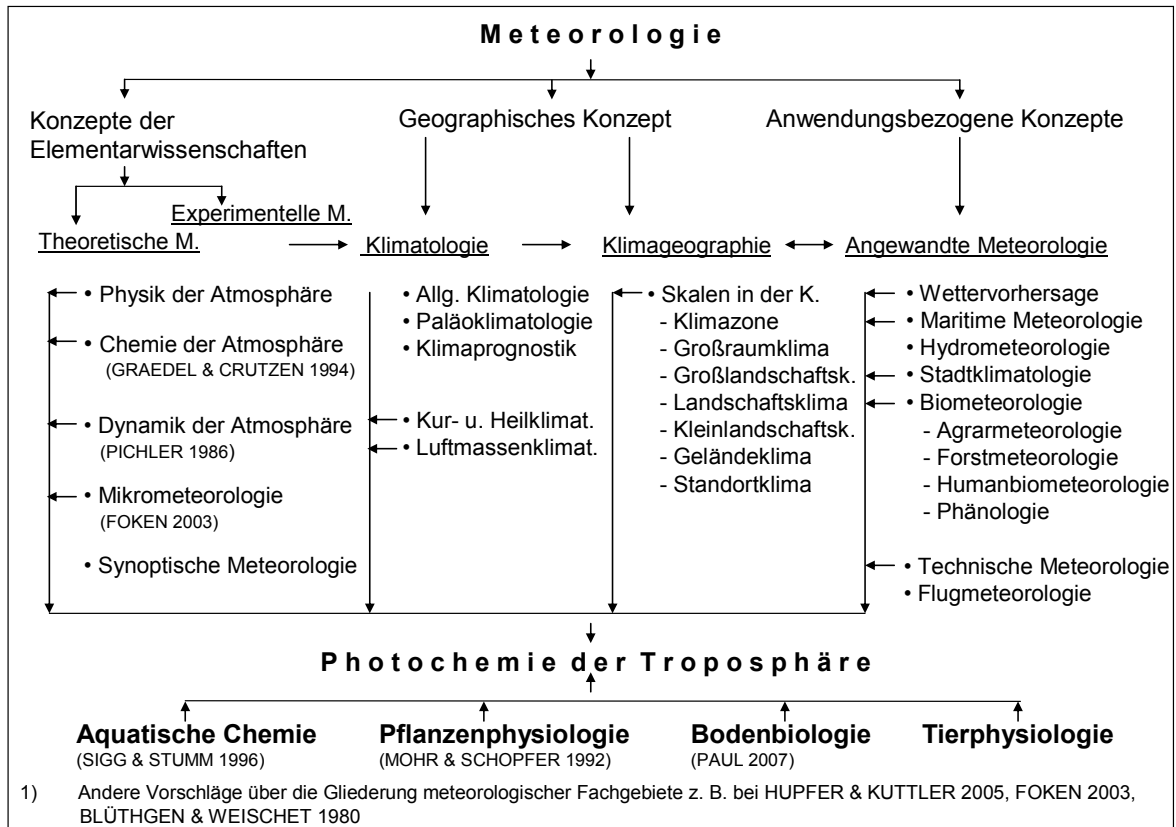 Meteorologie
Konzepte der
Elementarwissenschaften
Geographisches Konzept
Anwendungsbezogene Konzepte
Experimentelle M.
Theoretische M.
Klimatologie
Klimageographie
Angewandte Meteorologie
• Physik der Atmosphäre
• Chemie der Atmosphäre
(GRAEDEL & CRUTZEN 1994)
• Dynamik der Atmosphäre
(PICHLER 1986)
• Mikrometeorologie
(FOKEN 2003)
• Synoptische Meteorologie
• Allg. Klimatologie
• Paläoklimatologie
• Klimaprognostik
• Kur- u. Heilklimat.
• Luftmassenklimat.
• Skalen in der K.
- Klimazone
- Großraumklima
- Großlandschaftsk.
- Landschaftsklima
- Kleinlandschaftsk.
- Geländeklima
- Standortklima
• Wettervorhersage
• Maritime Meteorologie
• Hydrometeorologie
• Stadtklimatologie
• Biometeorologie
- Agrarmeteorologie
- Forstmeteorologie
- Humanbiometeorologie
- Phänologie
• Technische Meteorologie
• Flugmeteorologie
Photochemie der Troposphäre
Aquatische Chemie
(SIGG & STUMM 1996)
Pflanzenphysiologie
(MOHR & SCHOPFER 1992)
Bodenbiologie
(PAUL 2007)
Tierphysiologie
1) Andere Vorschläge über die Gliederung meteorologischer Fachgebiete z. B. bei HUPFER & KUTTLER 2005, FOKEN 2003,
BLÜTHGEN & WEISCHET 1980